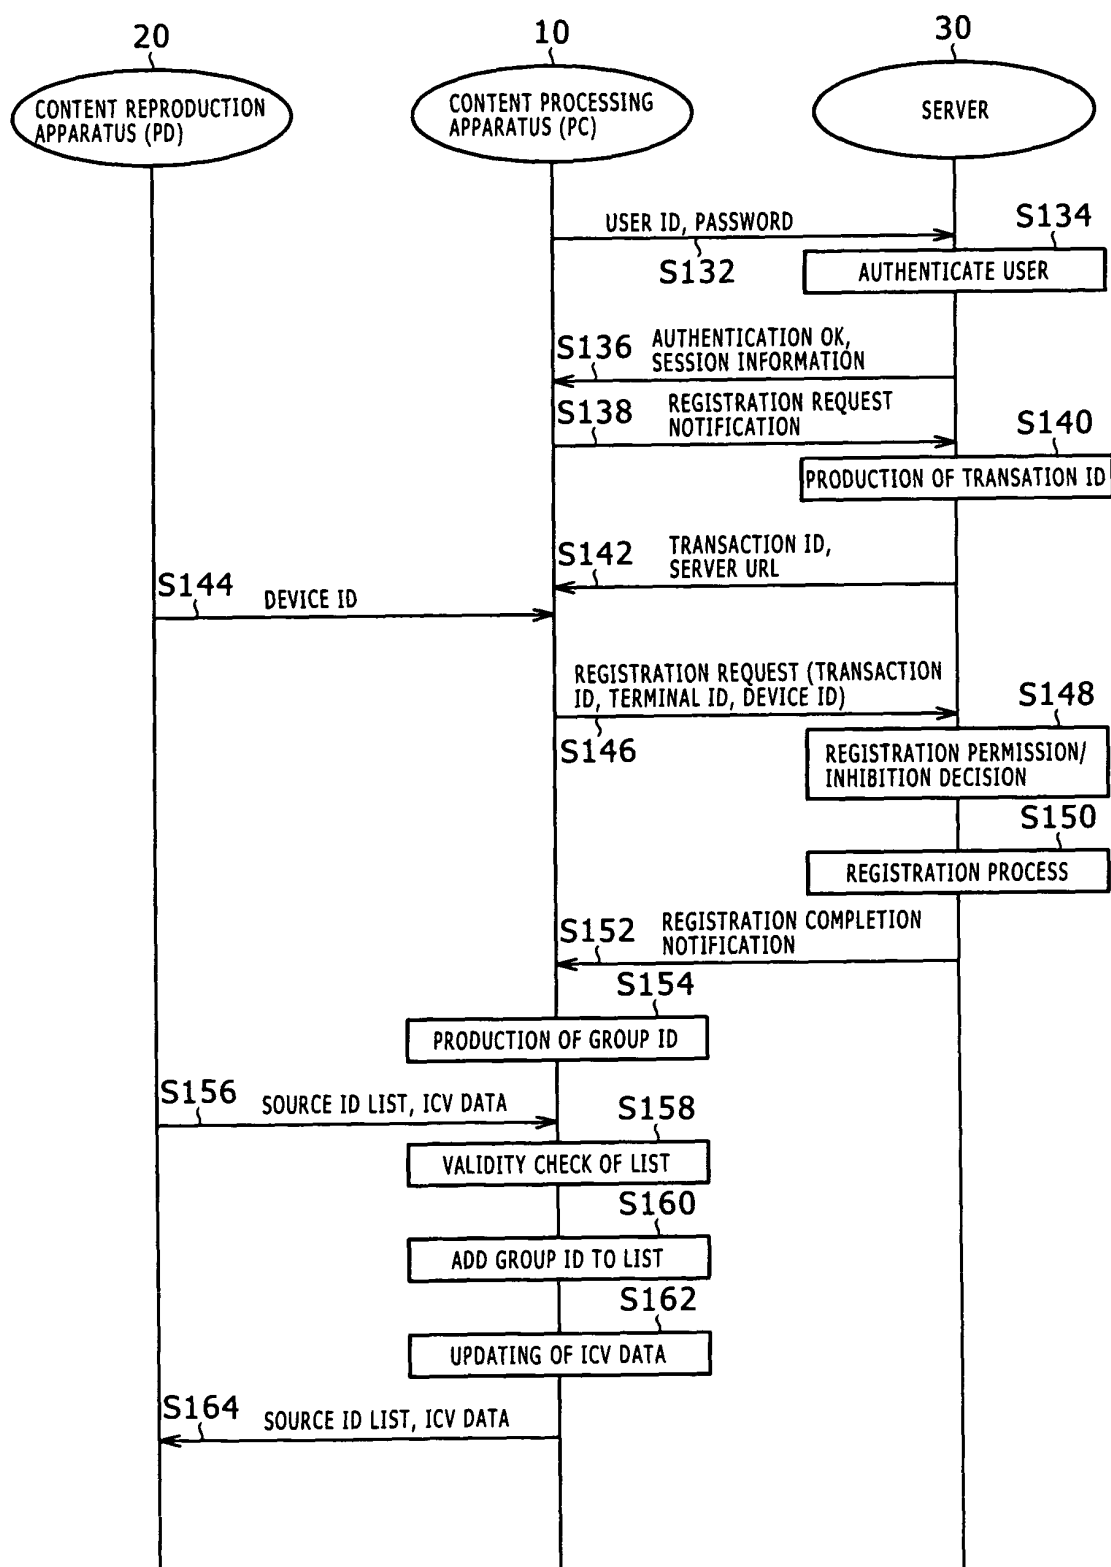 20
10
30
CONTENT REPRODUCTION
APPARATUS (PD)
CONTENT PROCESSING
APPARATUS (PC)
SERVER
USER ID, PASSWORD
S132
S134
AUTHENTICATE USER
S136
AUTHENTICATION OK,
SESSION INFORMATION
S138
REGISTRATION REQUEST
NOTIFICATION
S140
PRODUCTION OF TRANSATION ID
S142
TRANSACTION ID,
SERVER URL
S144
DEVICE ID
REGISTRATION REQUEST (TRANSACTION
ID, TERMINAL ID, DEVICE ID)
S146
S148
REGISTRATION PERMISSION/
INHIBITION DECISION
S150
REGISTRATION PROCESS
S152
REGISTRATION COMPLETION
NOTIFICATION
S154
PRODUCTION OF GROUP ID
S156
SOURCE ID LIST, ICV DATA
S158
VALIDITY CHECK OF LIST
S160
ADD GROUP ID TO LIST
S162
UPDATING OF ICV DATA
S164
SOURCE ID LIST, ICV DATA